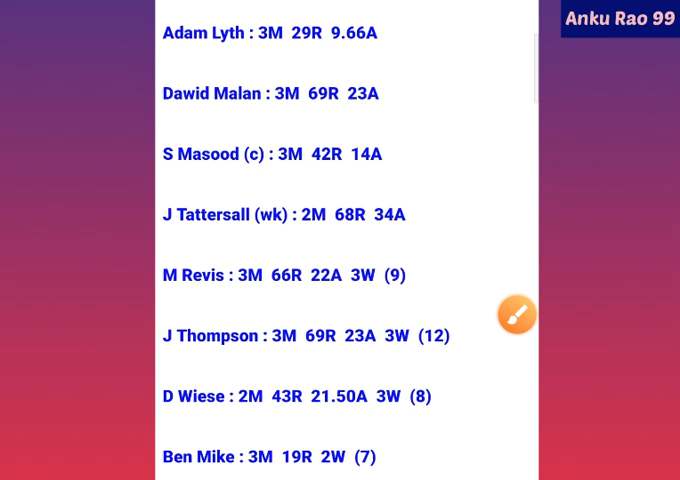 Anku Rao 99
Adam Lyth : 3M 29R 9.66A
Dawid Malan : 3M 69R 23A
S Masood (c) : 3M 42R 14A
J Tattersall (wk) : 2M 68R 34A
M Revis : 3M 66R 22A 3W (9)
J Thompson : 3M 69R 23A 3W (12)
D Wiese : 2M 43R 21.50A 3W (8)
Ben Mike : 3M 19R 2W (7)